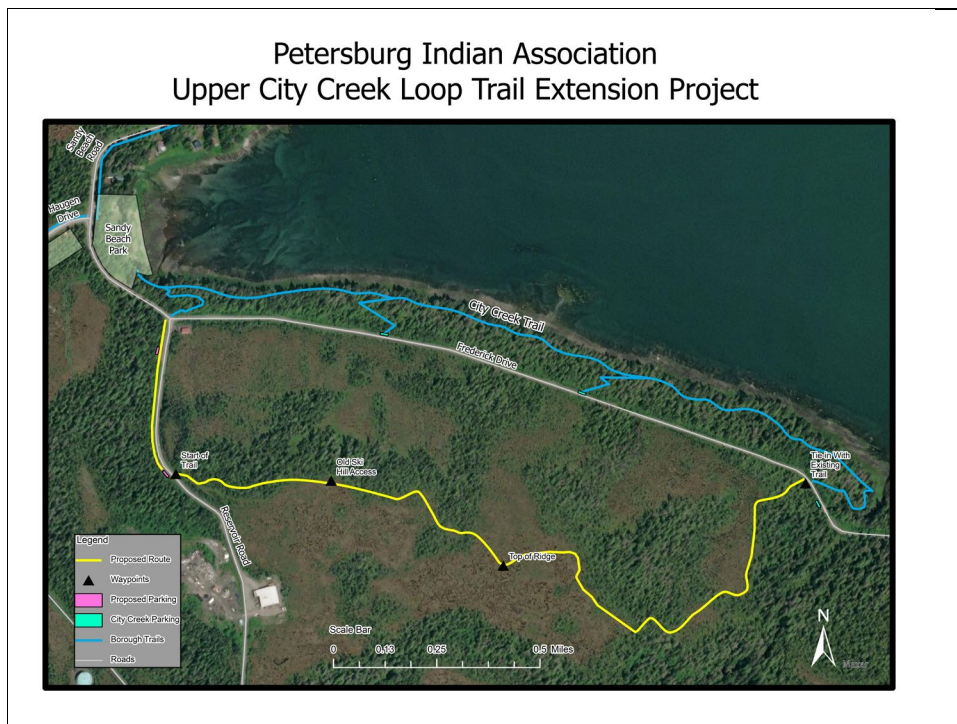 Petersburg Indian Association
Upper City Creek Loop Trail Extension Project
Sandy
Beach
Road
Haugen
Drive
Sandy
Beach
Park
City Creek Trail
Frederick Drive
Start of
Trail
Old Ski
Hill Access
Tie-in With
Existing
Trail
Reservoir Road
Top of Ridge
Legend
Proposed Route
Waypoints
Proposed Parking
City Creek Parking
Borough Trails
Roads
Scale Bar
0 0.13 0.25 0.5 Miles
N
Maxar